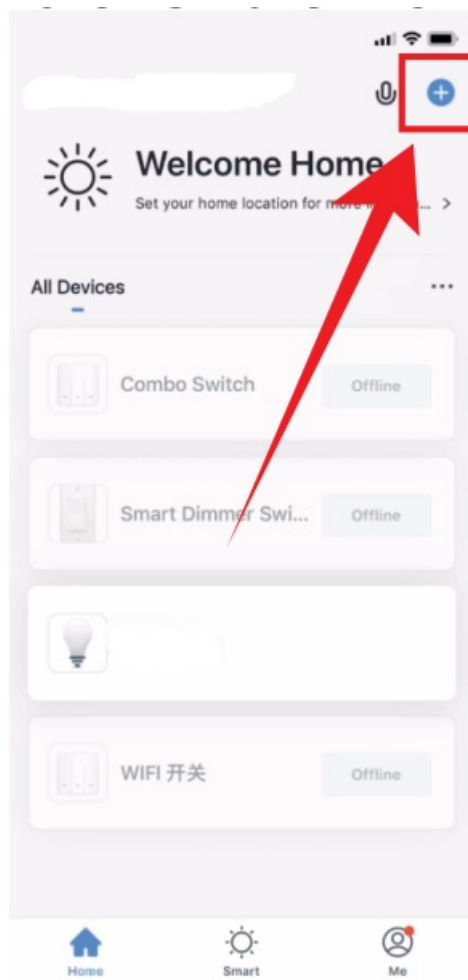 Welcome Home
Set your home location for more in
... >
All Devices
...
Combo Switch
Offline
Smart Dimmer Swi...
Offline
WIFI 开关
Offline
Home
Smart
Me